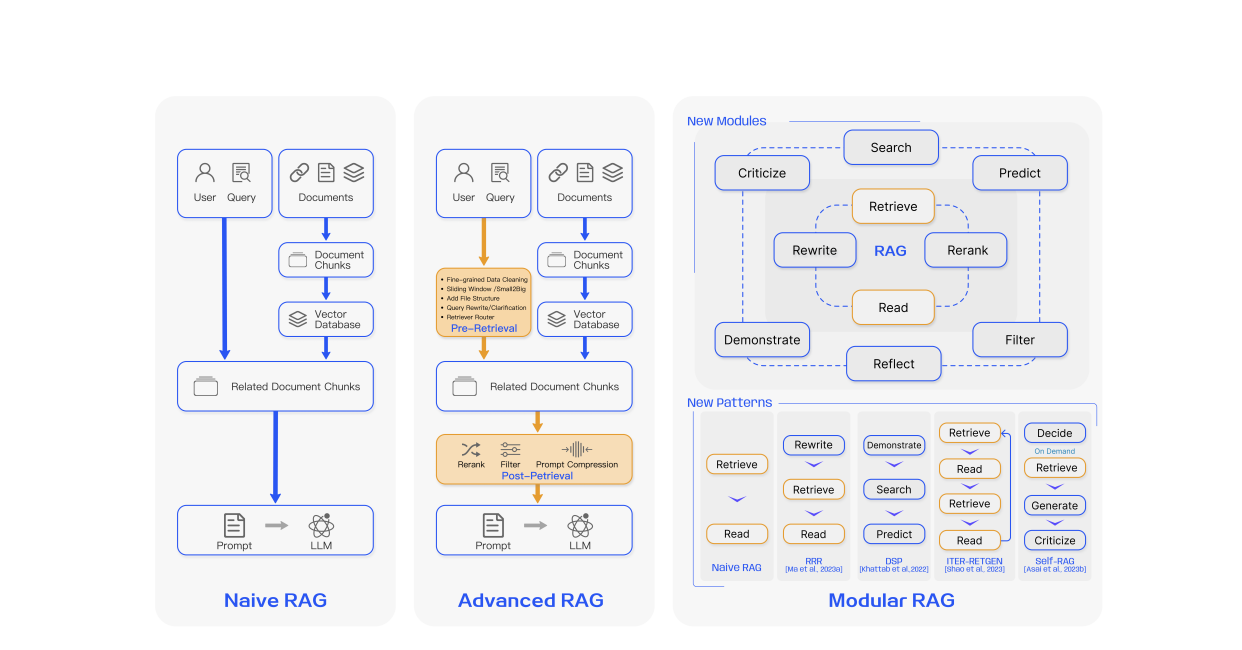 User
Query
Documents
Document
Chunks
Vector
Database
Related Document Chunks
Prompt
LLM
Naive RAG
User
Query
Documents
• Fine-grained Data Cleaning
• Sliding Window /Small2Big
• Add File Structure
• Query Rewrite/Clarification
• Retriever Router
Pre-Retrieval
Document
Chunks
Vector
Database
Related Document Chunks
Rerank
Filter
Prompt Compression
Post-Petrieval
Prompt
LLM
Advanced RAG
New Modules
Search
Criticize
Predict
Retrieve
Rewrite
RAG
Rerank
Read
Demonstrate
Filter
Reflect
New Patterns
Retrieve
Read
Naive RAG
Rewrite
Retrieve
Read
RRR
[Ma et al., 2023a]
Demonstrate
Search
Predict
DSP
[Khattab et al,2022]
Retrieve
Read
Retrieve
Read
ITER-RETGEN
[Shao et al., 2023]
Decide
On Demand
Retrieve
Generate
Criticize
Self-RAG
[Asai et al., 2023b]
Modular RAG